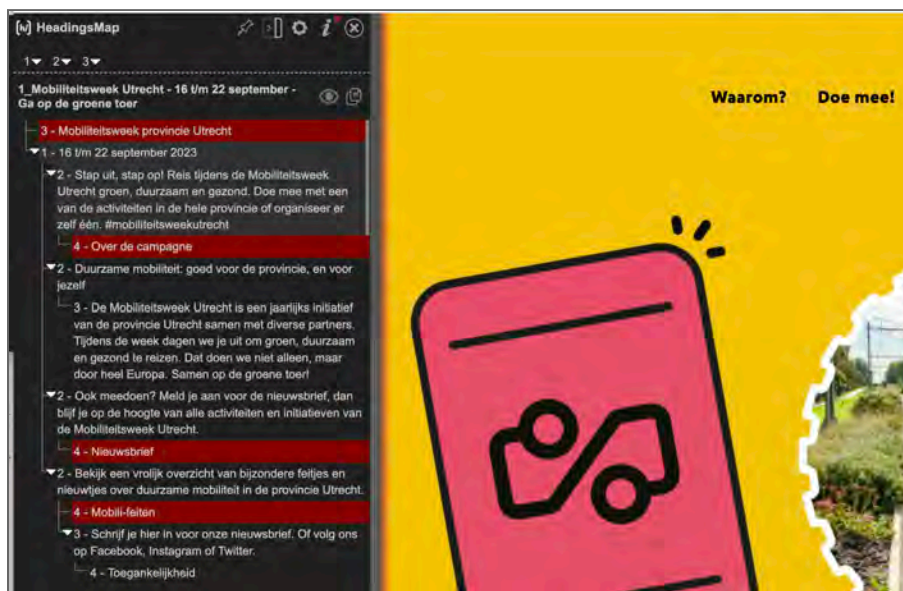 HeadingsMap
1 2 3
1_Mobiliteitsweek Utrecht - 16 t/m 22 september -
Ga op de groene toer
3 - Mobiliteitsweek provincie Utrecht
1 - 16 t/m 22 september 2023
2 - Stap uit, stap op! Reis tijdens de Mobiliteitsweek
Utrecht groen, duurzaam en gezond. Doe mee met een
van de activiteiten in de hele provincie of organiseer er
zelf één. #mobiliteitsweekutrecht
4 - Over de campagne
2 - Duurzame mobiliteit: goed voor de provincie, en voor
jezelf
3 - De Mobiliteitsweek Utrecht is een jaarlijks initiatief
van de provincie Utrecht samen met diverse partners.
Tijdens de week dagen we je uit om groen, duurzaam
en gezond te reizen. Dat doen we niet alleen, maar
door heel Europa. Samen op de groene toer!
2 - Ook meedoen? Meld je aan voor de nieuwsbrief, dan
blijf je op de hoogte van alle activiteiten en initiatieven van
de Mobiliteitsweek Utrecht.
4 - Nieuwsbrief
2 - Bekijk een vrolijk overzicht van bijzondere feitjes en
nieuwtjes over duurzame mobiliteit in de provincie Utrecht.
4 - Mobili-feiten
3 - Schrijf je hier in voor onze nieuwsbrief. Of volg ons
op Facebook, Instagram of Twitter.
4 - Toegankelijkheid
Waarom? Doe mee!